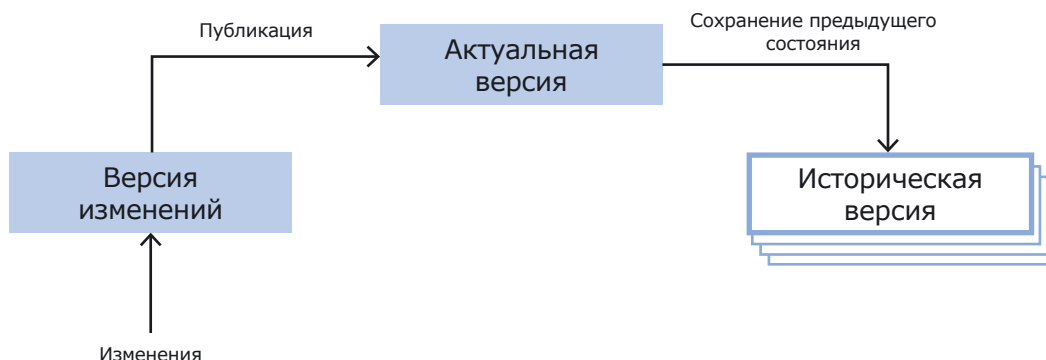 Публикация
Актуальная
версия
Сохранение предыдущего
состояния
Версия
изменений
Историческая
версия
Изменения